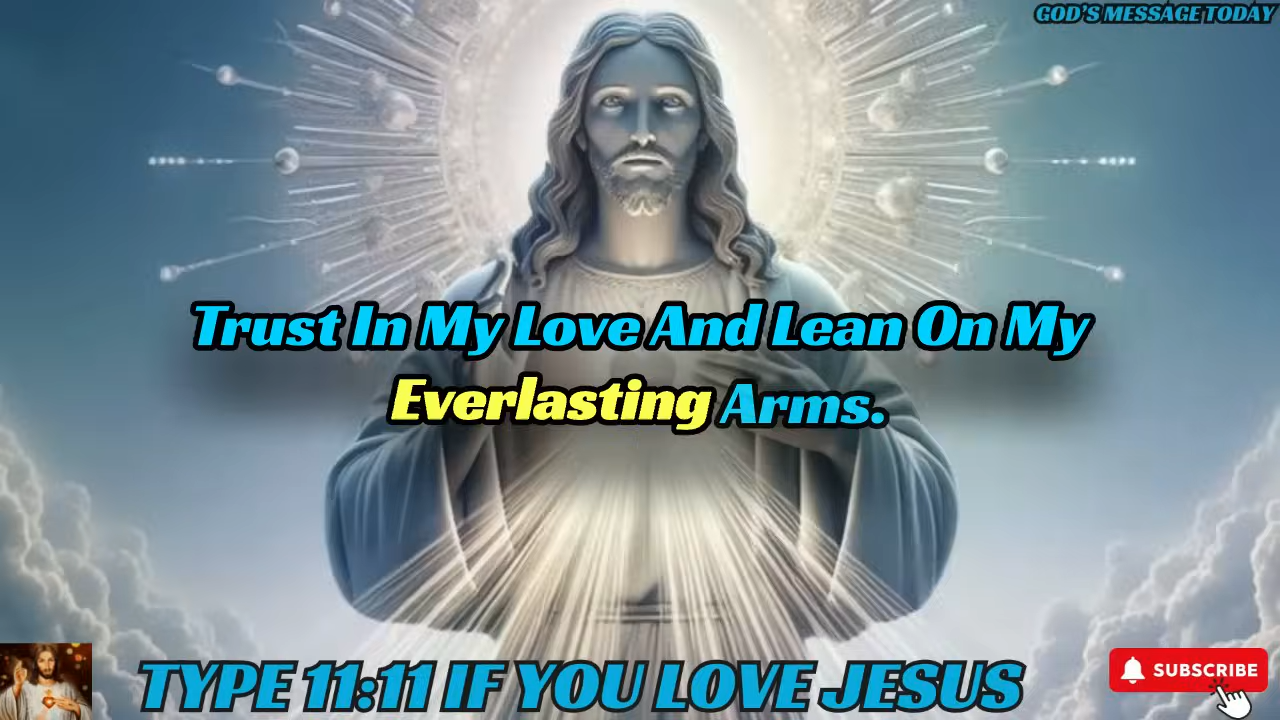 GOD'S MESSAGE TODAY
Trust In My Love And Lean On My
Everlasting Arms.
TYPE 11:11 IF YOU LOVE JESUS
SUBSCRIBE